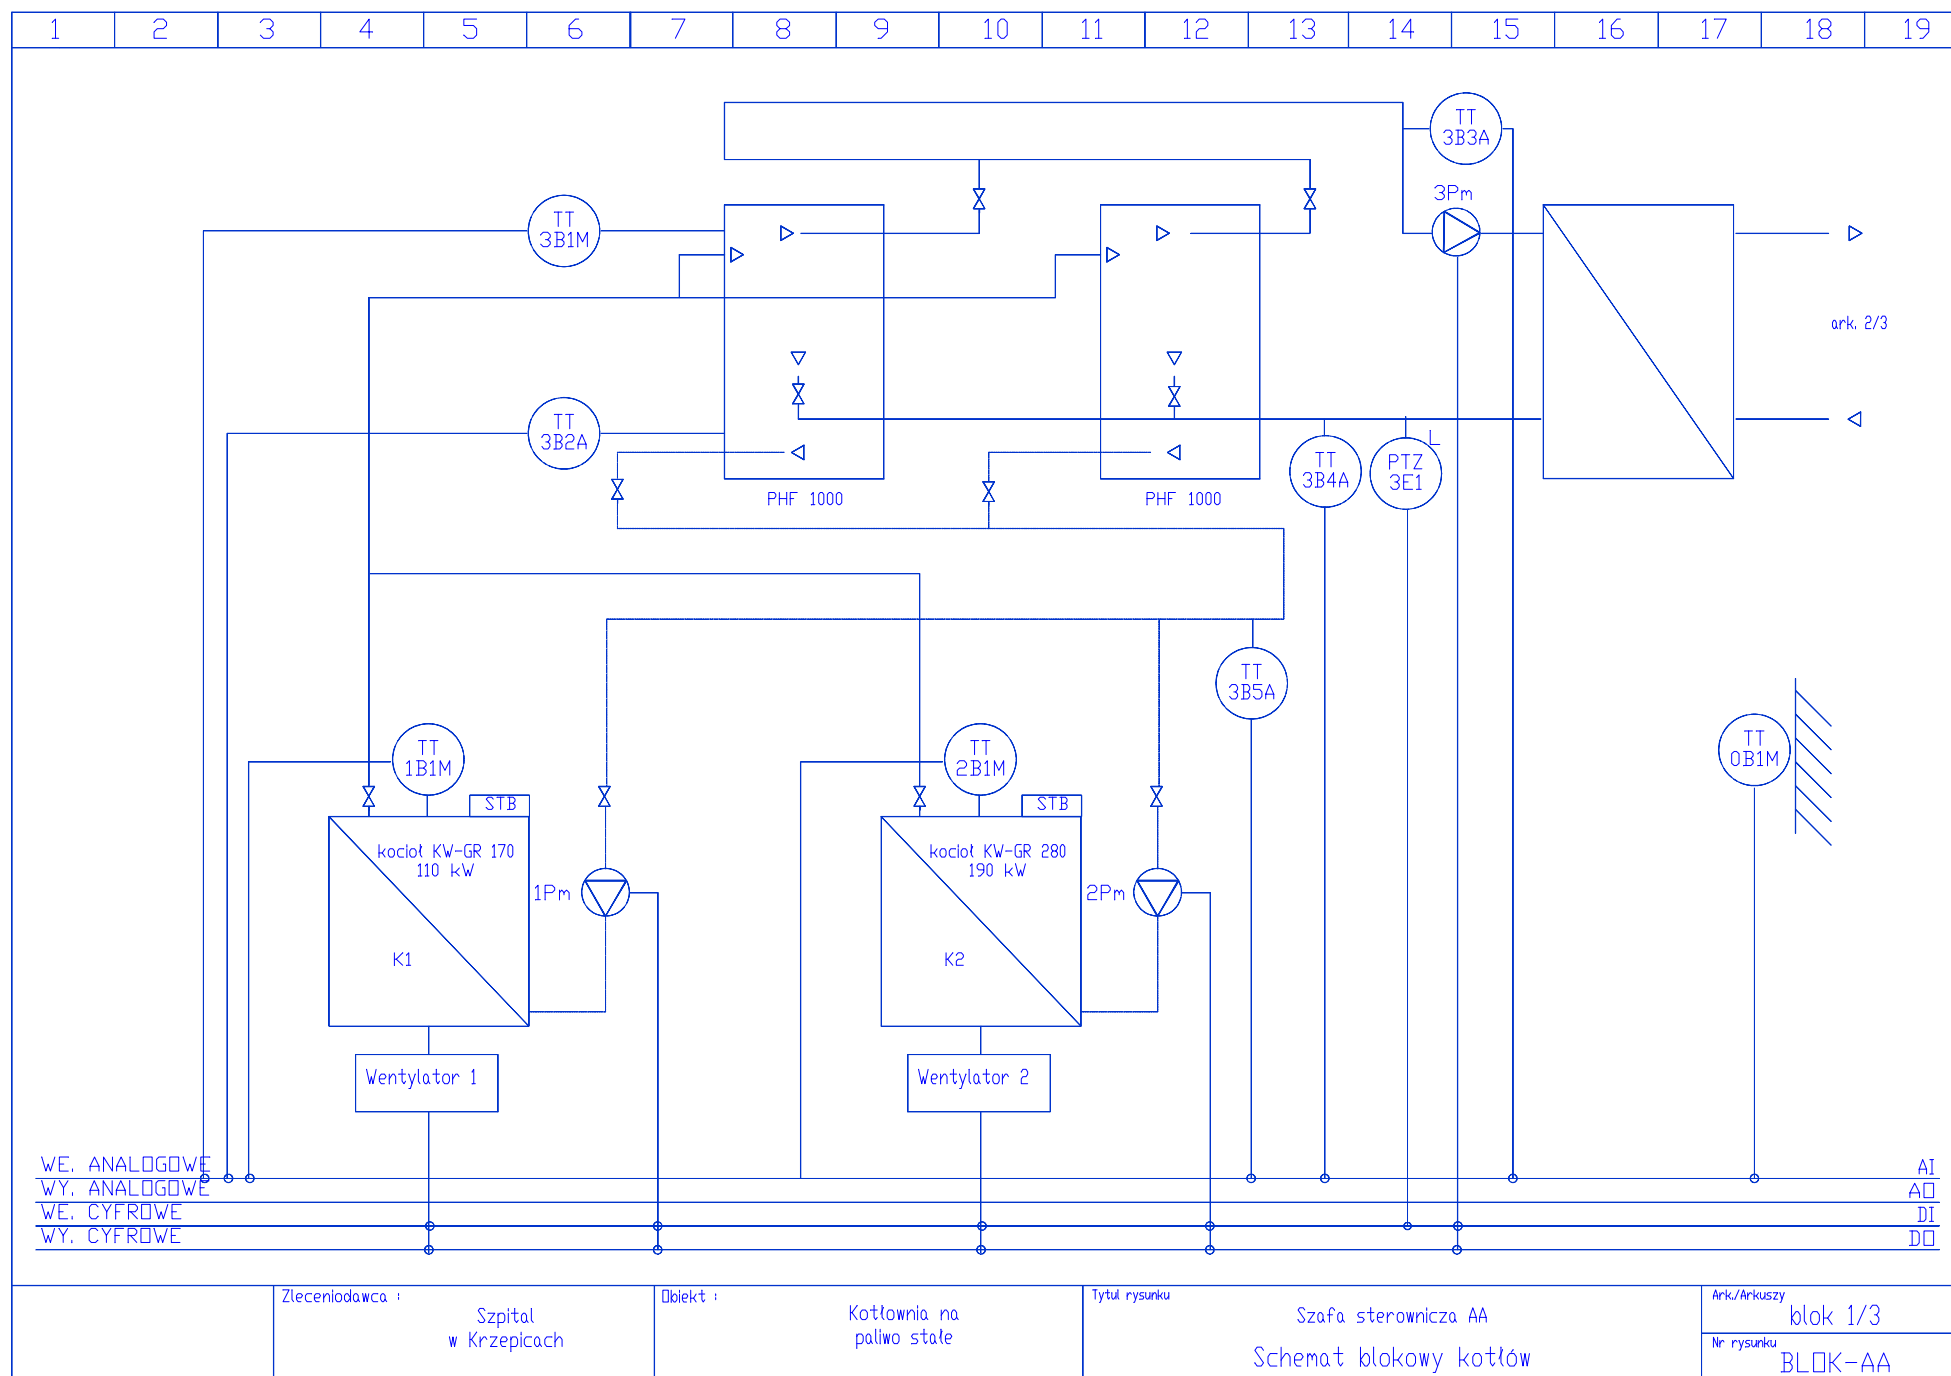 1 2 3 4 5 6 7 8 9 10 11 12 13 14 15 16 17 18 19
TT
3B3A
3Pm
TT
3B1M
ark. 2/3
TT
3B2A
L
TT
3B4A
PTZ
3E1
PHF 1000
PHF 1000
TT
3B5A
TT
1B1M
TT
2B1M
TT
0B1M
STB
STB
kocioł KW-GR 170
110 kW
kocioł KW-GR 280
190 kW
1Pm
2Pm
K1
K2
Wentylator 1
Wentylator 2
WE. ANALOGOWE
AI
WY. ANALOGOWE
AO
WE. CYFROWE
DI
WY. CYFROWE
DO
Zleceniodawca :
Szpital
w Krzepicach
Obiekt :
Kotłownia na
paliwo stałe
Tytul rysunku
Szafa sterownicza AA
Schemat blokowy kotłów
Ark./Arkuszy
blok 1/3
Nr rysunku
BLOK-AA